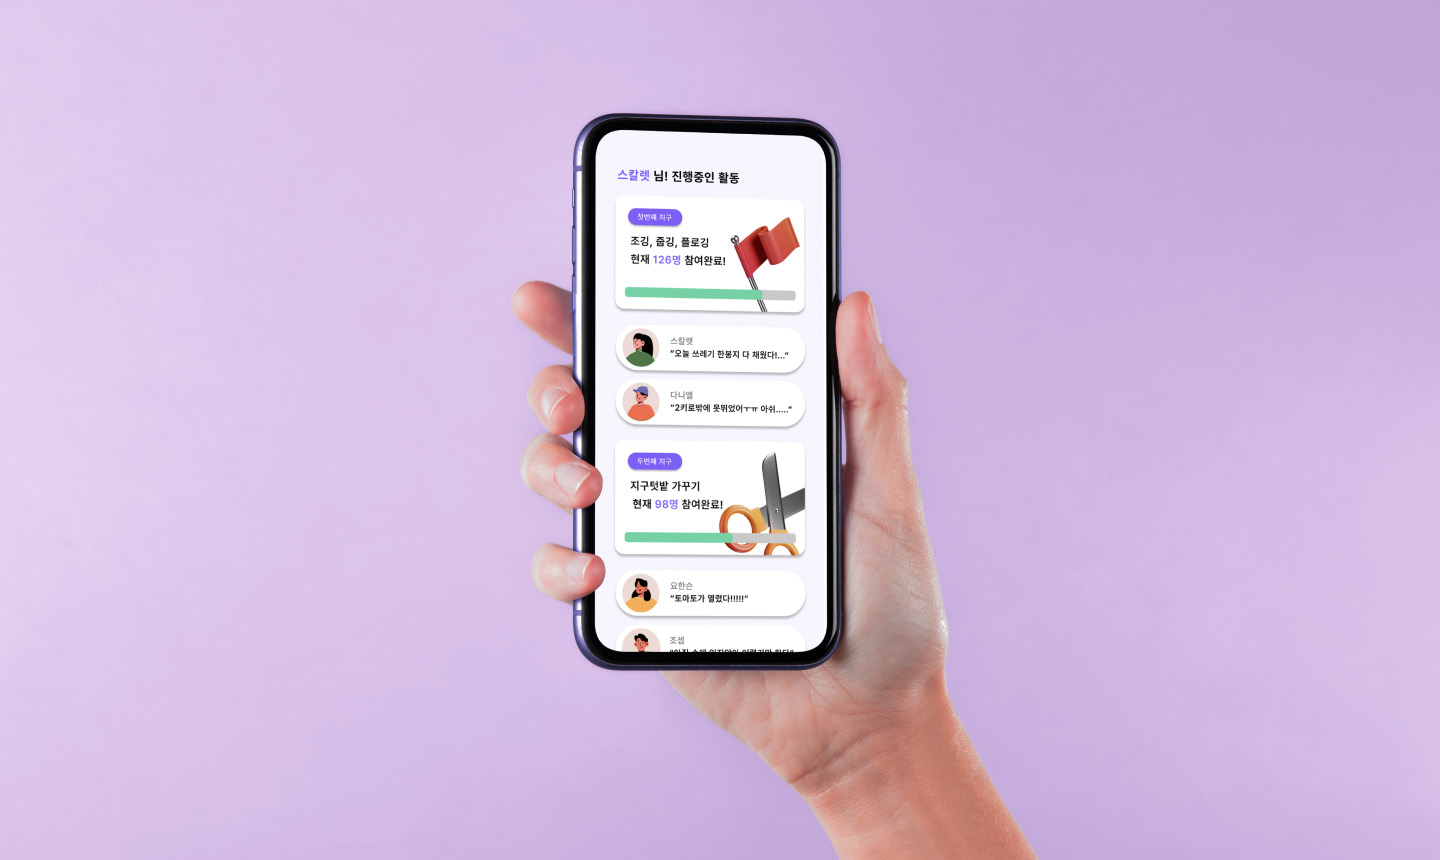 스칼렛 님! 진행중인 활동
첫번째 지구
조깅, 줍깅, 플로깅
현재 126명 참여완료!
스칼렛
“오늘 쓰레기 한봉지 다 채웠다!...”
다니엘
“2키로밖에 못뛰었어ㅜㅠ 아쉬.....”
두번째 지구
지구텃밭 가꾸기
현재 98명 참여완료!
요한슨
“토마토가 열렸다!!!!!”
조셉